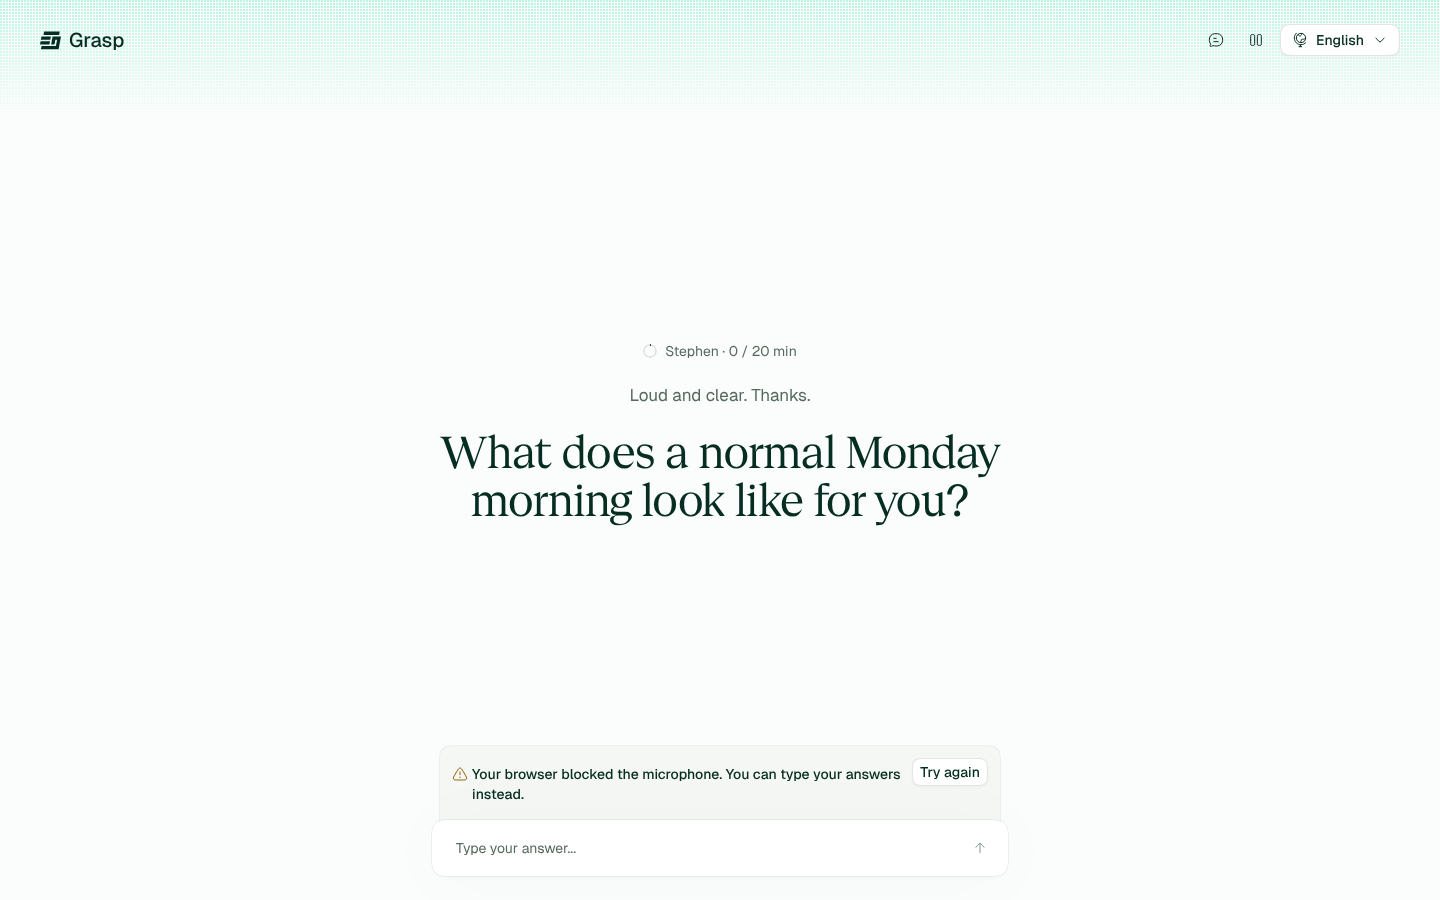 Grasp
English
Stephen · 0 / 20 min
Loud and clear. Thanks.
What does a normal Monday
morning look like for you?
Your browser blocked the microphone. You can type your answers
instead.
Try again
Type your answer...